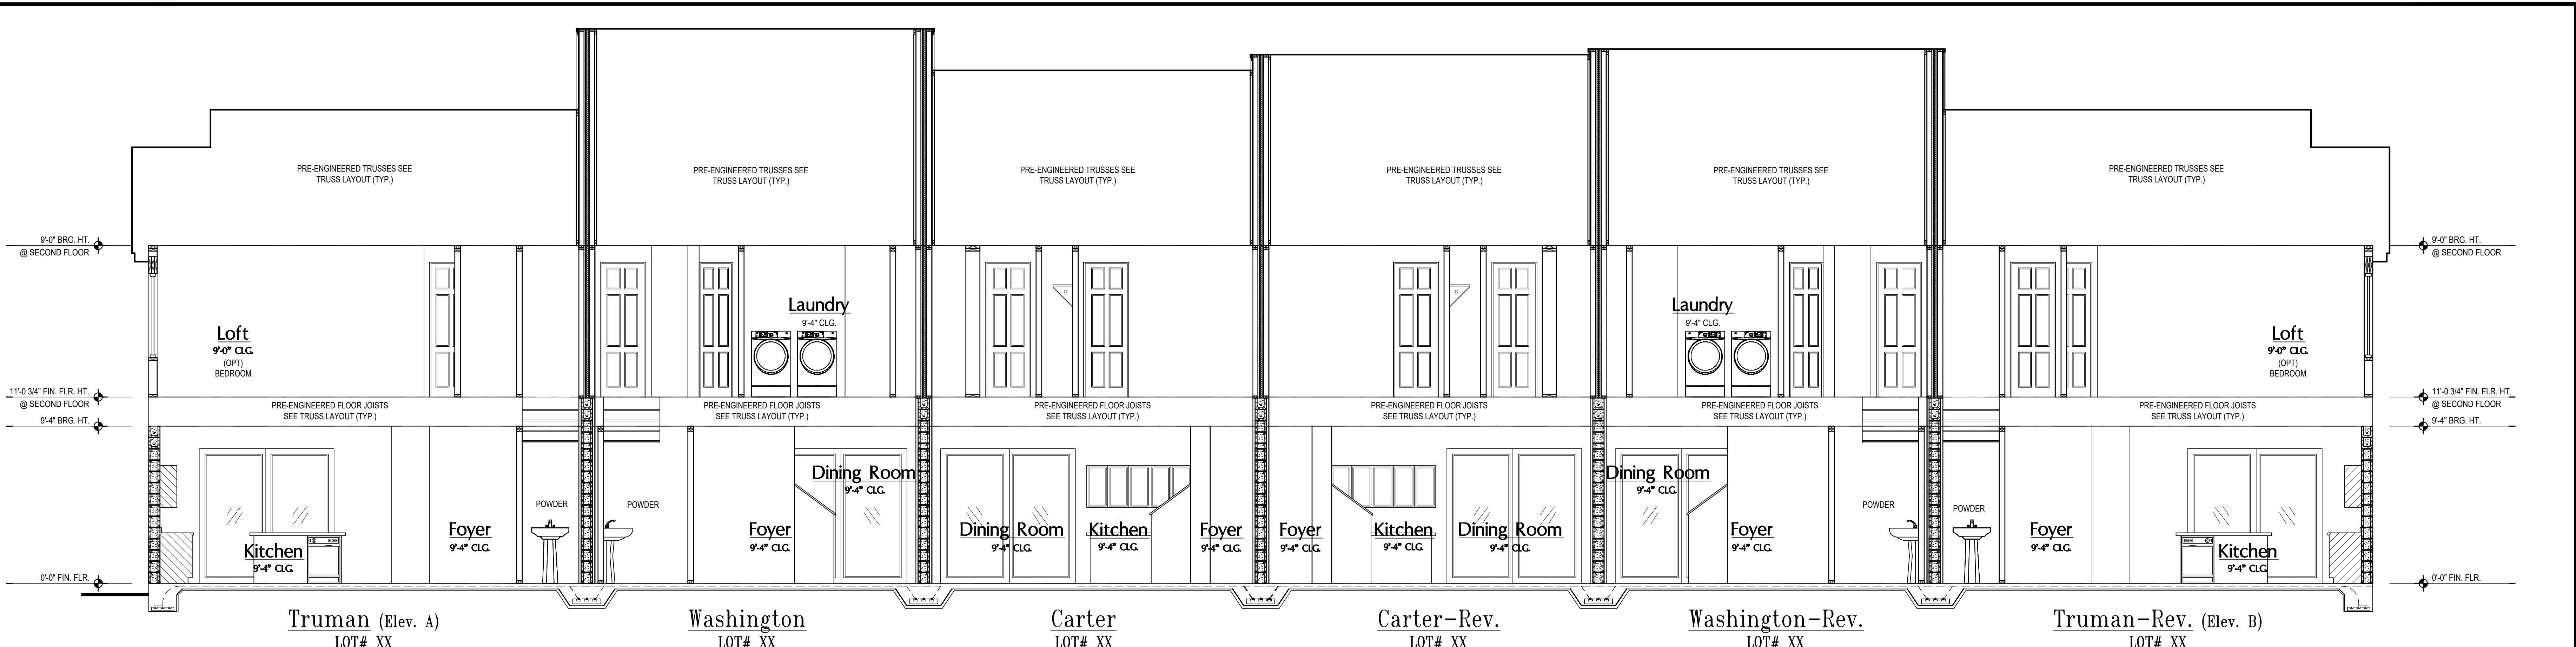 PRE-ENGINEERED TRUSSES SEE
TRUSS LAYOUT (TYP.)
PRE-ENGINEERED TRUSSES SEE
TRUSS LAYOUT (TYP.)
PRE-ENGINEERED TRUSSES SEE
TRUSS LAYOUT (TYP.)
PRE-ENGINEERED TRUSSES SEE
TRUSS LAYOUT (TYP.)
PRE-ENGINEERED TRUSSES SEE
TRUSS LAYOUT (TYP.)
PRE-ENGINEERED TRUSSES SEE
TRUSS LAYOUT (TYP.)
9'-0" BRG. HT.
@ SECOND FLOOR
9'-0" BRG. HT.
@ SECOND FLOOR
Loft
9'-0" CLG.
(OPT)
BEDROOM
Laundry
9'-4" CLG.
Laundry
9'-4" CLG.
Loft
9'-0" CLG.
(OPT)
BEDROOM
11'-0 3/4" FIN. FLR. HT.
@ SECOND FLOOR
9'-4" BRG. HT.
PRE-ENGINEERED FLOOR JOISTS
SEE TRUSS LAYOUT (TYP.)
PRE-ENGINEERED FLOOR JOISTS
SEE TRUSS LAYOUT (TYP.)
PRE-ENGINEERED FLOOR JOISTS
SEE TRUSS LAYOUT (TYP.)
PRE-ENGINEERED FLOOR JOISTS
SEE TRUSS LAYOUT (TYP.)
PRE-ENGINEERED FLOOR JOISTS
SEE TRUSS LAYOUT (TYP.)
PRE-ENGINEERED FLOOR JOISTS
SEE TRUSS LAYOUT (TYP.)
11'-0 3/4" FIN. FLR. HT.
@ SECOND FLOOR
9'-4" BRG. HT.
Kitchen
9'-4" CLG.
Foyer
9'-4" CLG.
POWDER
POWDER
Foyer
9'-4" CLG.
Dining Room
9'-4" CLG.
Dining Room
9'-4" CLG.
Kitchen
9'-4" CLG.
Foyer
9'-4" CLG.
Foyer
9'-4" CLG.
Kitchen
9'-4" CLG.
Dining Room
9'-4" CLG.
Dining Room
9'-4" CLG.
Foyer
9'-4" CLG.
POWDER
POWDER
Foyer
9'-4" CLG.
Kitchen
9'-4" CLG.
0'-0" FIN. FLR.
0'-0" FIN. FLR.
Truman (Elev. A)
LOT# XX
Washington
LOT# XX
Carter
LOT# XX
Carter-Rev.
LOT# XX
Washington-Rev.
LOT# XX
Truman-Rev. (Elev. B)
LOT# XX